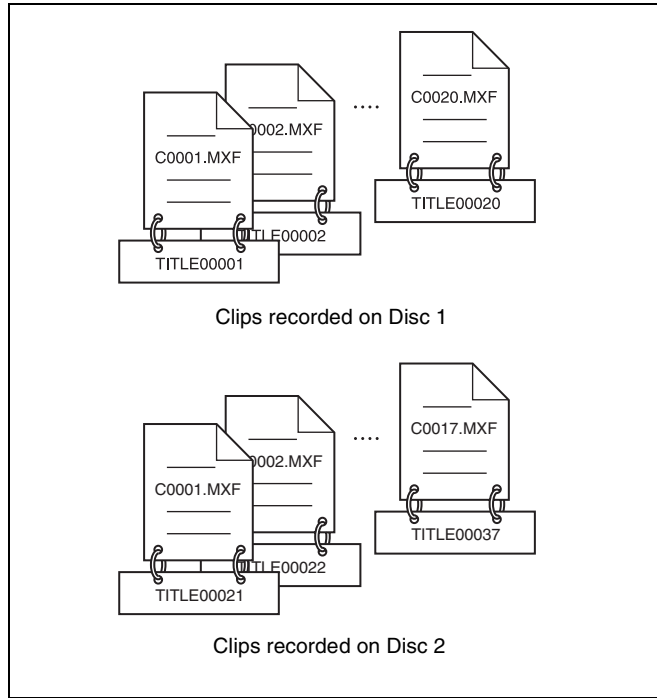 C0001.MXF
0002.MXF
....
C0020.MXF
TITLE00001
TLE00002
TITLE00020
Clips recorded on Disc 1
C0001.MXF
0002.MXF
....
C0017.MXF
TITLE00021
TLE00022
TITLE00037
Clips recorded on Disc 2